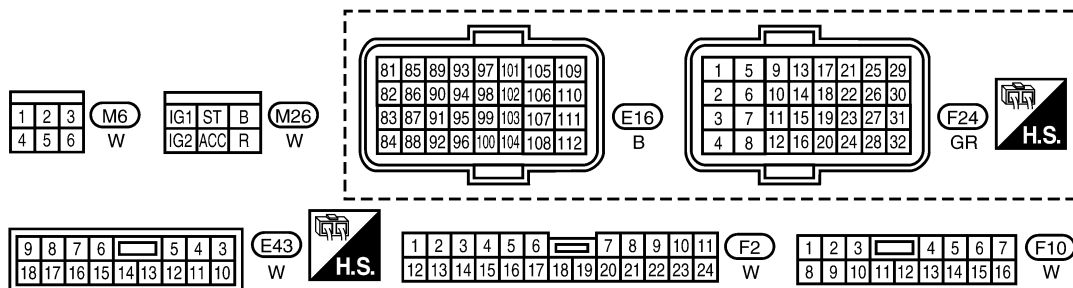 1 2 3
4 5 6
M6
W
IG1 ST B
IG2 ACC R
M26
W
81 85 89 93 97 101 105 109
82 86 90 94 98 102 106 110
83 87 91 95 99 103 107 111
84 88 92 96 100 104 108 112
E16
B
1 5 9 13 17 21 25 29
2 6 10 14 18 22 26 30
3 7 11 15 19 23 27 31
4 8 12 16 20 24 28 32
F24
GR
H.S.
9 8 7 6 5 4 3
18 17 16 15 14 13 12 11 10
E43
W
H.S.
1 2 3 4 5 6 7 8 9 10 11
12 13 14 15 16 17 18 19 20 21 22 23 24
F2
W
1 2 3 4 5 6 7
8 9 10 11 12 13 14 15 16
F10
W